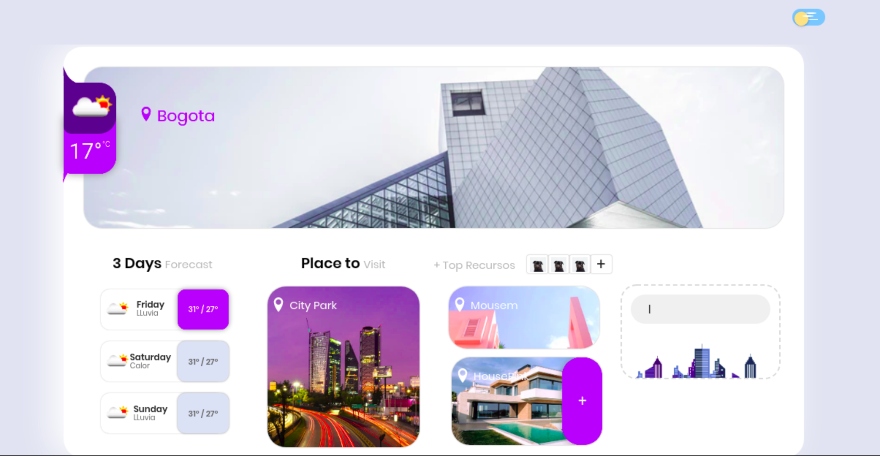 Bogota
17° °C
3 Days Forecast
Place to Visit
+ Top Recursos
+
Friday
LLuvia
31° / 27°
Saturday
Calor
31° / 27°
Sunday
LLuvia
31° / 27°
City Park
Mousem
+